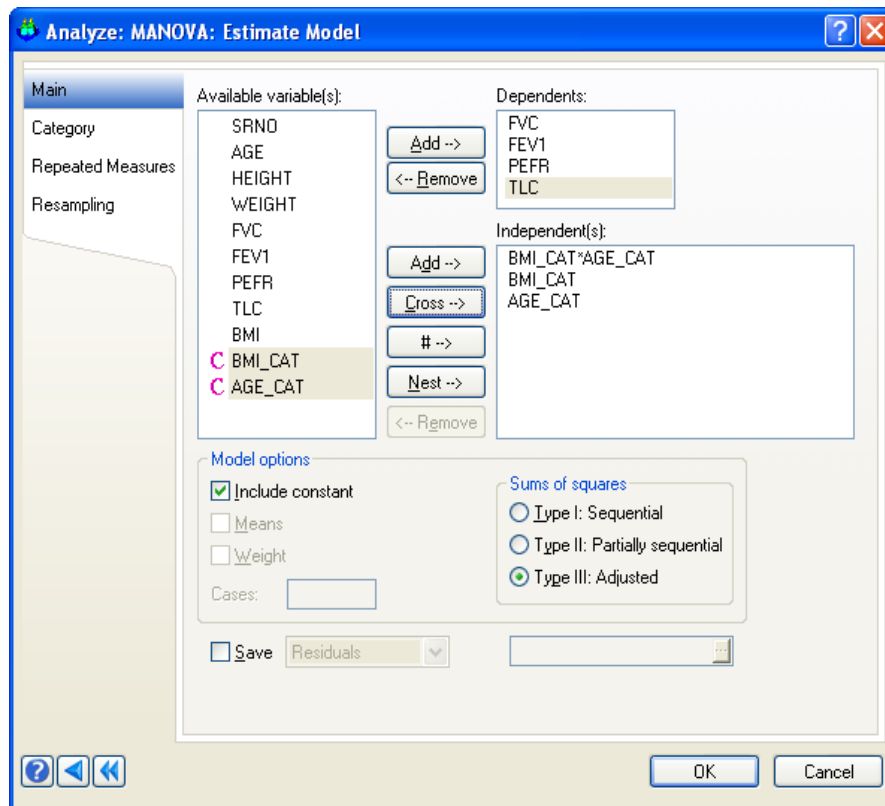 Analyze: MANOVA: Estimate Model
Main
Category
Repeated Measures
Resampling
Available variable(s):
SRNO
AGE
HEIGHT
WEIGHT
FVC
FEV1
PEFR
TLC
BMI
C BMI_CAT
C AGE_CAT
Add -->
<-- Remove
Dependents:
FVC
FEV1
PEFR
TLC
Add -->
Cross -->
# -->
Nest -->
<-- Remove
Independent(s):
BMI_CAT*AGE_CAT
BMI_CAT
AGE_CAT
Model options
Include constant
Means
Weight
Cases:
Sums of squares
Type I: Sequential
Type II: Partially sequential
Type III: Adjusted
Save
Residuals
...
OK
Cancel